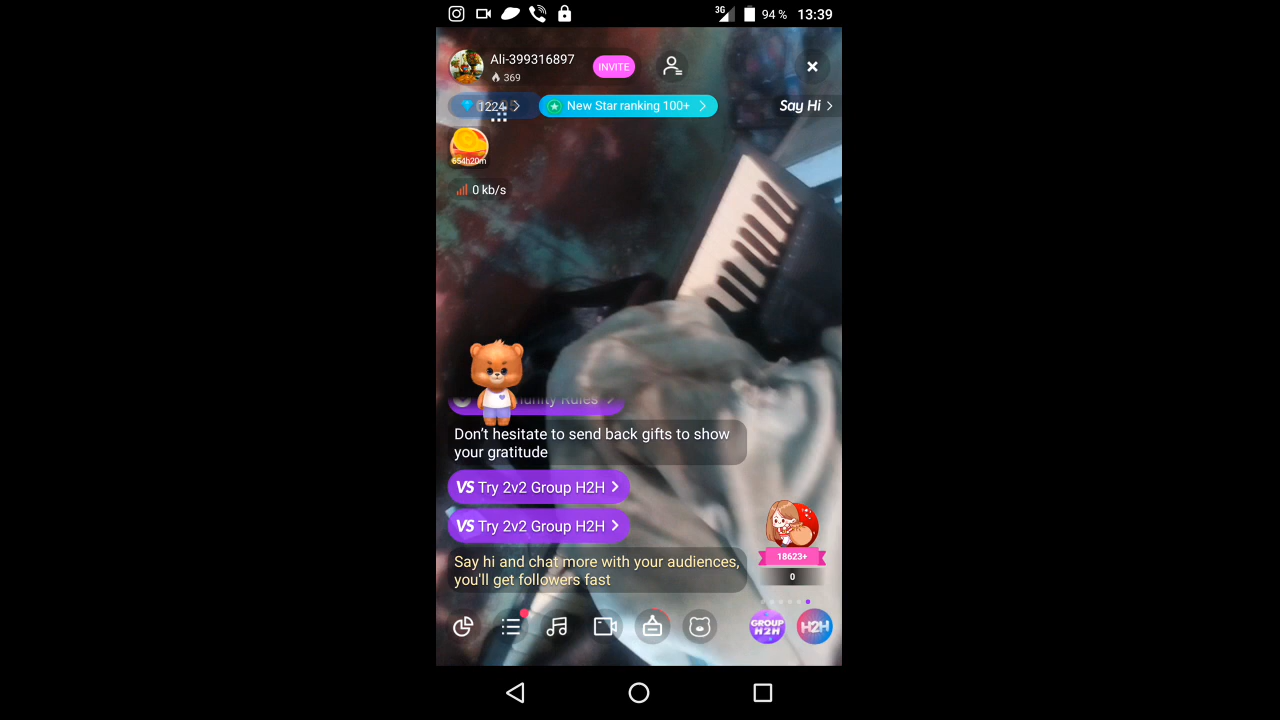 3G 94 % 13:39
Ali-399316897
369
INVITE
1224
New Star ranking 100+
Say Hi
654h20m
0 kb/s
Rules
Don't hesitate to send back gifts to show
your gratitude
VS Try 2v2 Group H2H
VS Try 2v2 Group H2H
Say hi and chat more with your audiences,
you'll get followers fast
18623+
0
GROUP
H2H
H2H